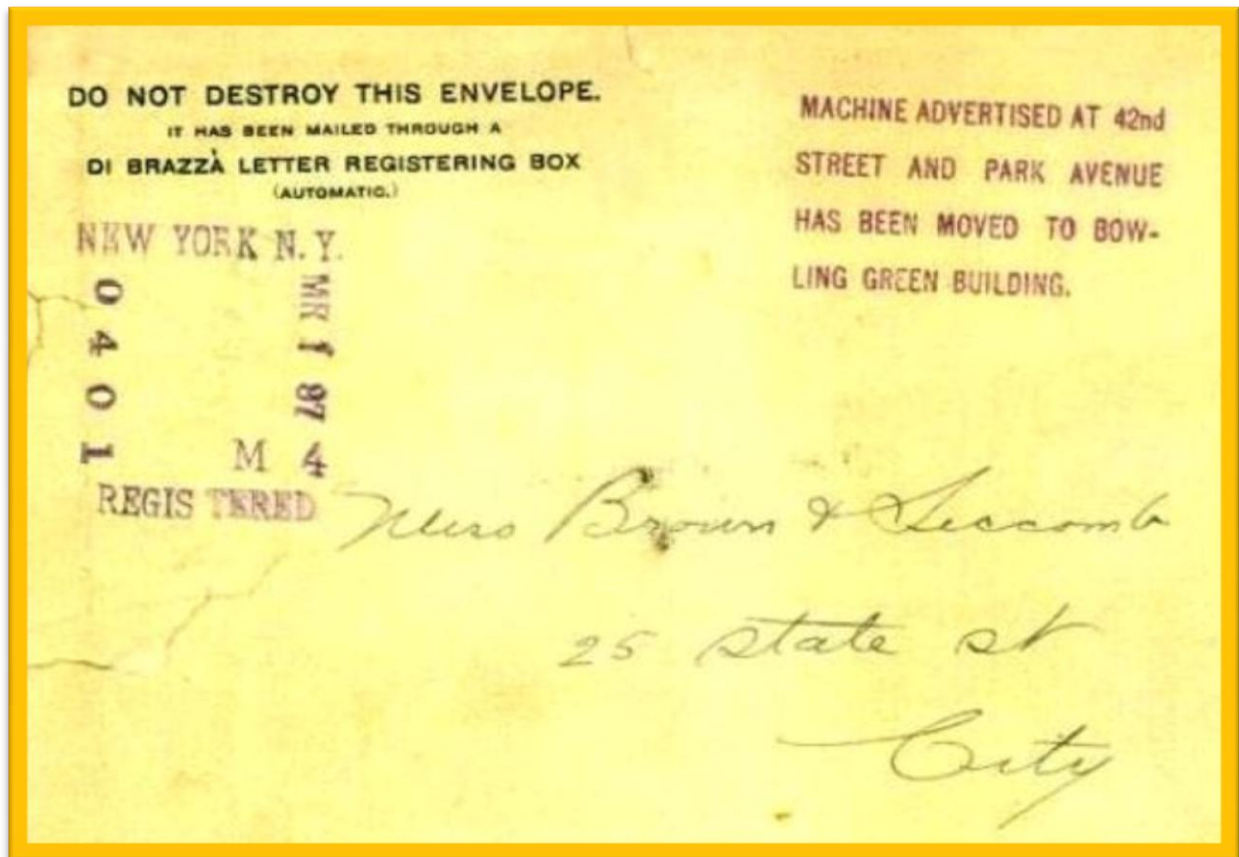 DO NOT DESTROY THIS ENVELOPE.
IT HAS BEEN MAILED THROUGH A
DI BRAZZÀ LETTER REGISTERING BOX
(AUTOMATIC.)
MACHINE ADVERTISED AT 42nd
STREET AND PARK AVENUE
HAS BEEN MOVED TO BOW-
LING GREEN BUILDING.
NEW YORK N.Y.
0401
MR 1 97 4
M
REGISTERED
Brown &
25 State st
City